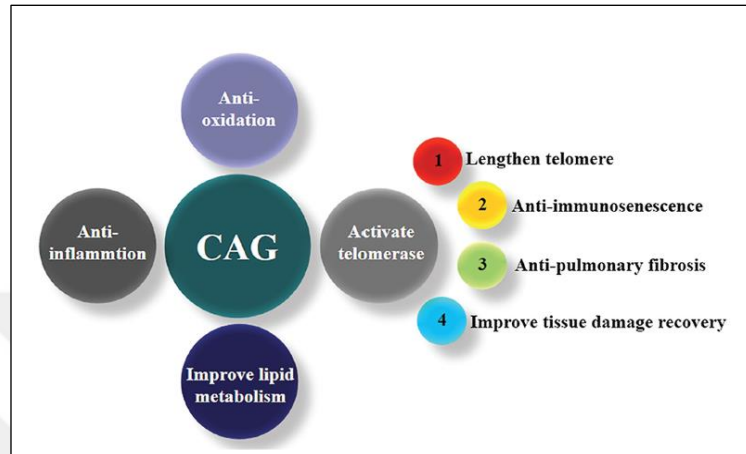 Anti-
oxidation
Anti-
inflammtion
CAG
Activate
telomerase
Improve lipid
metabolism
1
Lengthen telomere
2
Anti-immunosenescence
3
Anti-pulmonary fibrosis
4
Improve tissue damage recovery